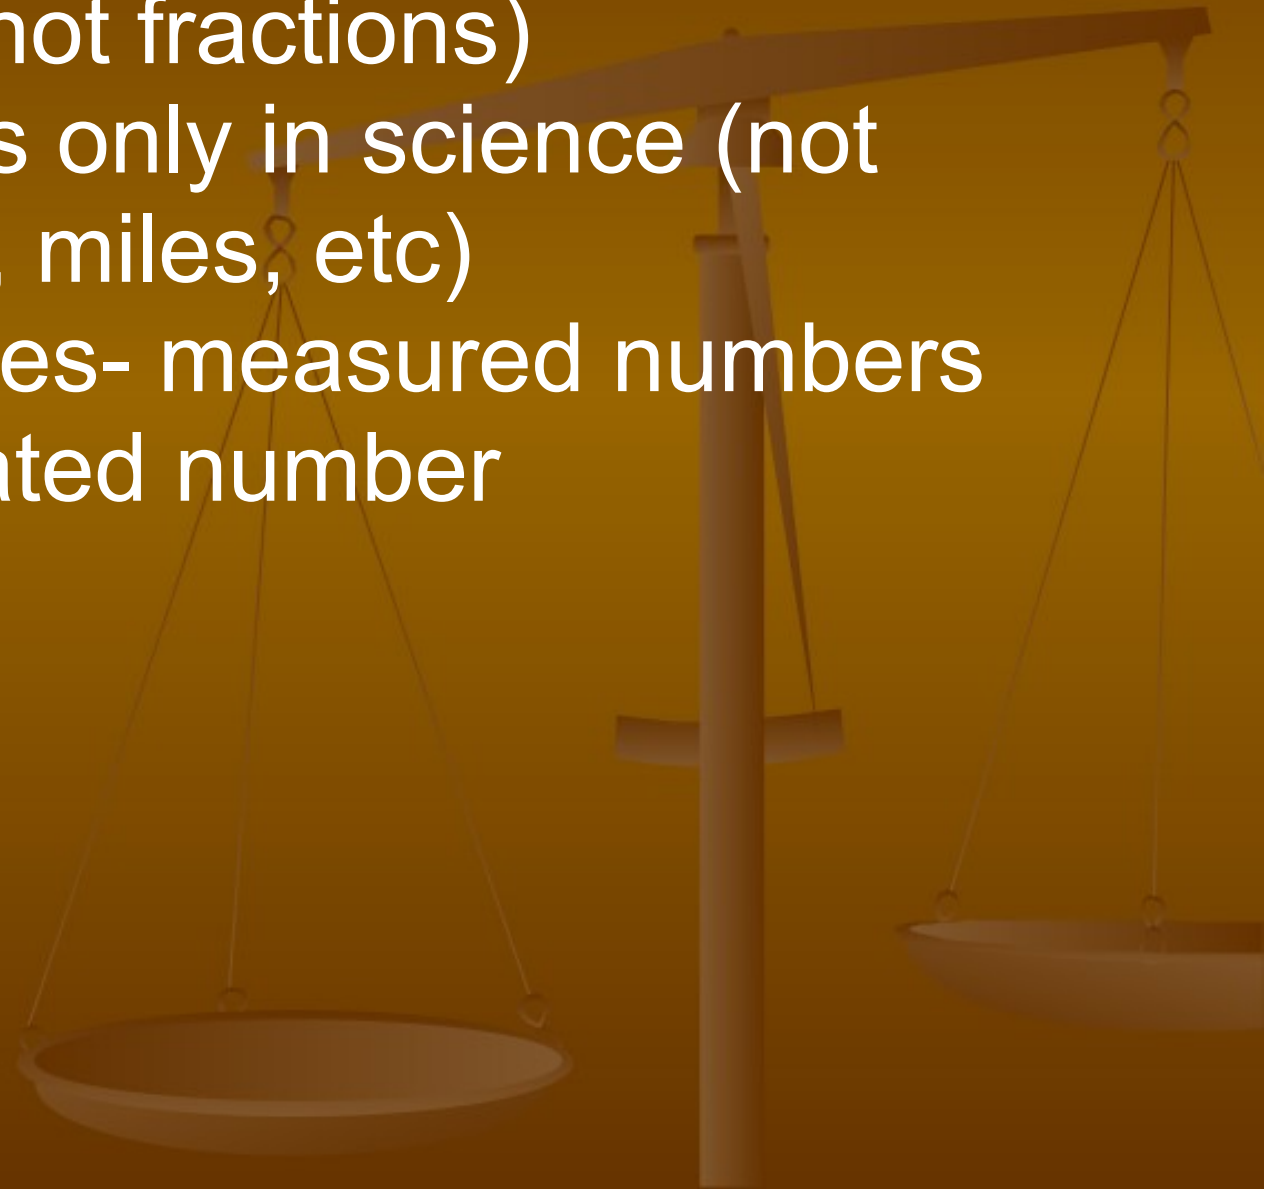 not fractions)
s only in science (not
, miles, etc)
es- measured numbers
ated number